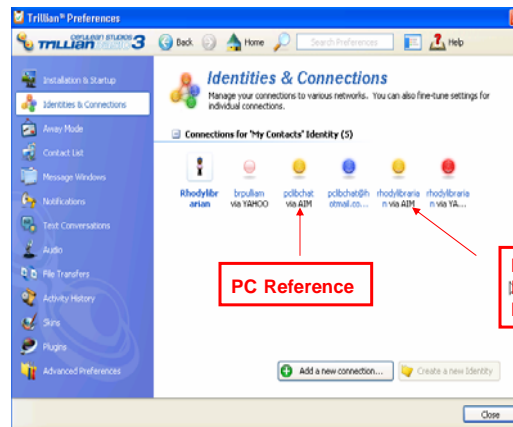 Trillian™ Preferences
CERULEAN STUDIOS
TRILLIAN 3
Back
Home
Search Preferences
Help
Installation & Startup
Identities & Connections
Away Mode
Contact List
Message Windows
Notifications
Text Conversations
Audio
File Transfers
Activity History
Skins
Plugins
Advanced Preferences
Identities & Connections
Manage your connections to various networks. You can also fine-tune settings for
individual connections.
Connections for 'My Contacts' Identity (5)
Rhodylibr
arian
brpulliam
via YAHOO
pclbchat
via AIM
pclbchat@h
otmail.co...
rhodylibraria
n via AIM
rhodylibraria
n via YA...
PC Reference
Add a new connection...
Create a new Identity
Close